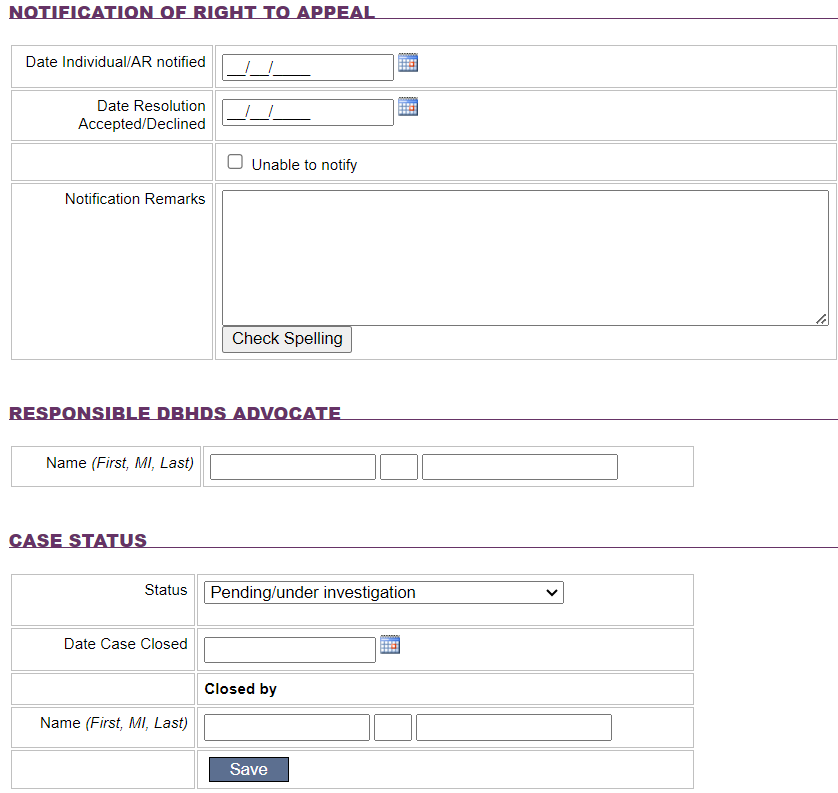 NOTIFICATION OF RIGHT TO APPEAL
Date Individual/AR notified
__/__/____
Date Resolution
Accepted/Declined
__/__/____
Unable to notify
Notification Remarks
Check Spelling
RESPONSIBLE DBHDS ADVOCATE
Name (First, MI, Last)
CASE STATUS
Status
Pending/under investigation
Date Case Closed
Closed by
Name (First, MI, Last)
Save